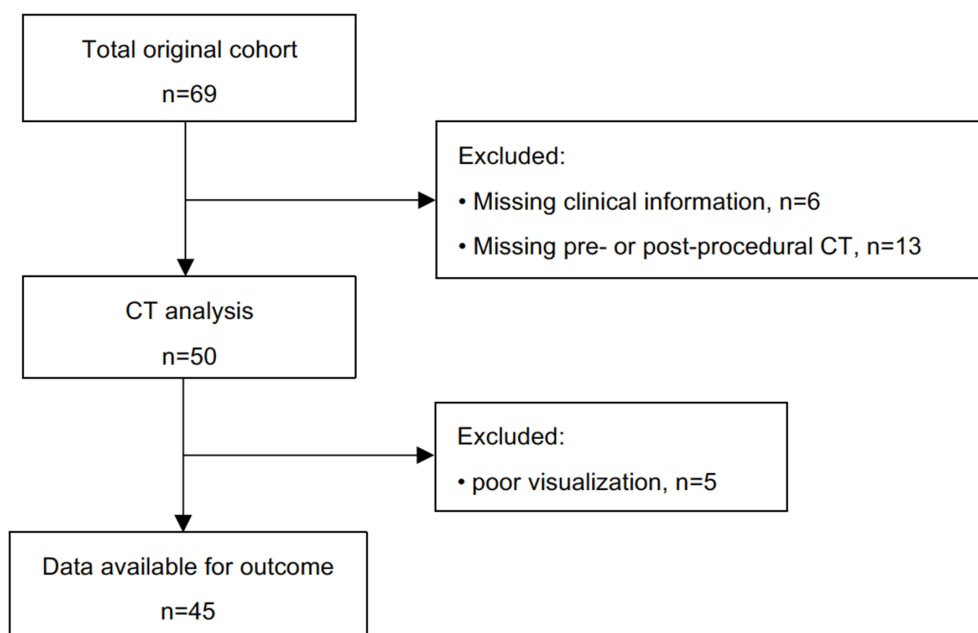 Total original cohort
n=69
Excluded:
• Missing clinical information, n=6
• Missing pre- or post-procedural CT, n=13
CT analysis
n=50
Excluded:
• poor visualization, n=5
Data available for outcome
n=45